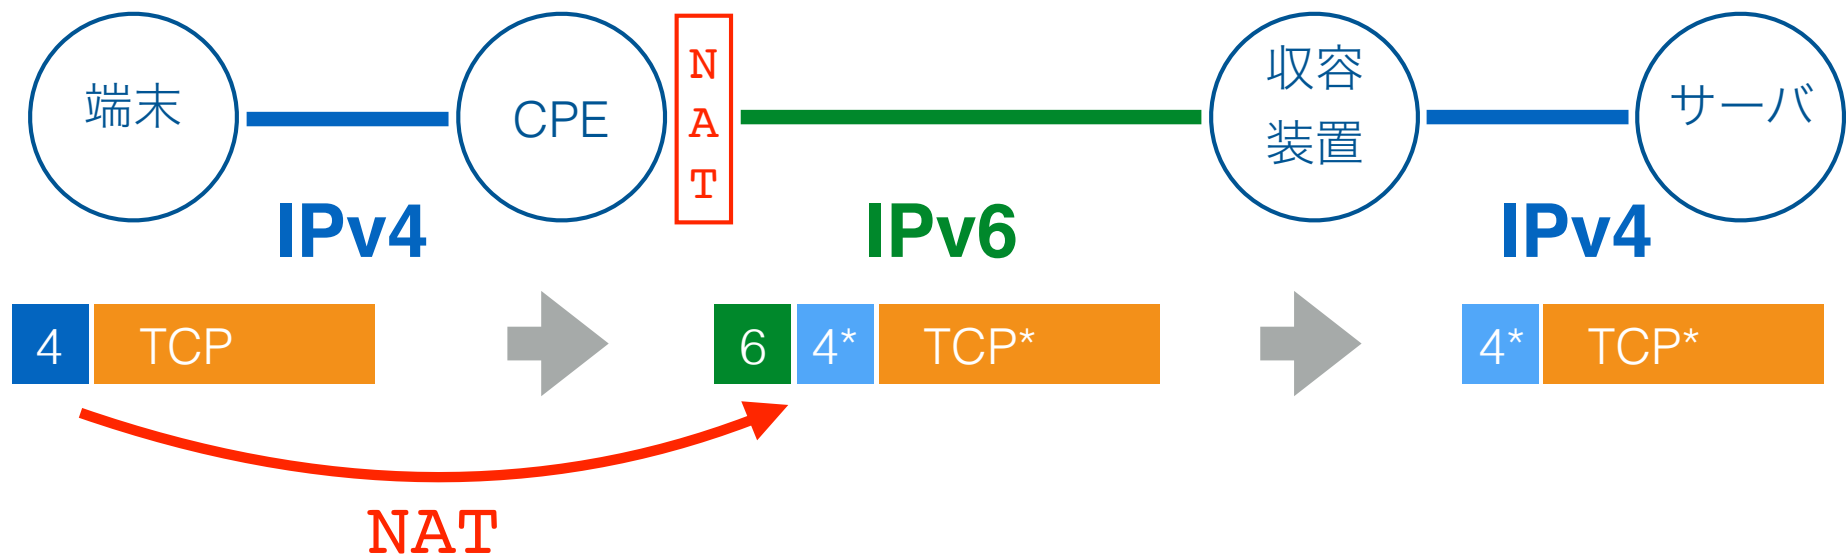 端末
CPE
N
A
T
収容
装置
サーバ
IPv4
IPv6
IPv4
4 TCP
6 4* TCP*
4* TCP*
NAT